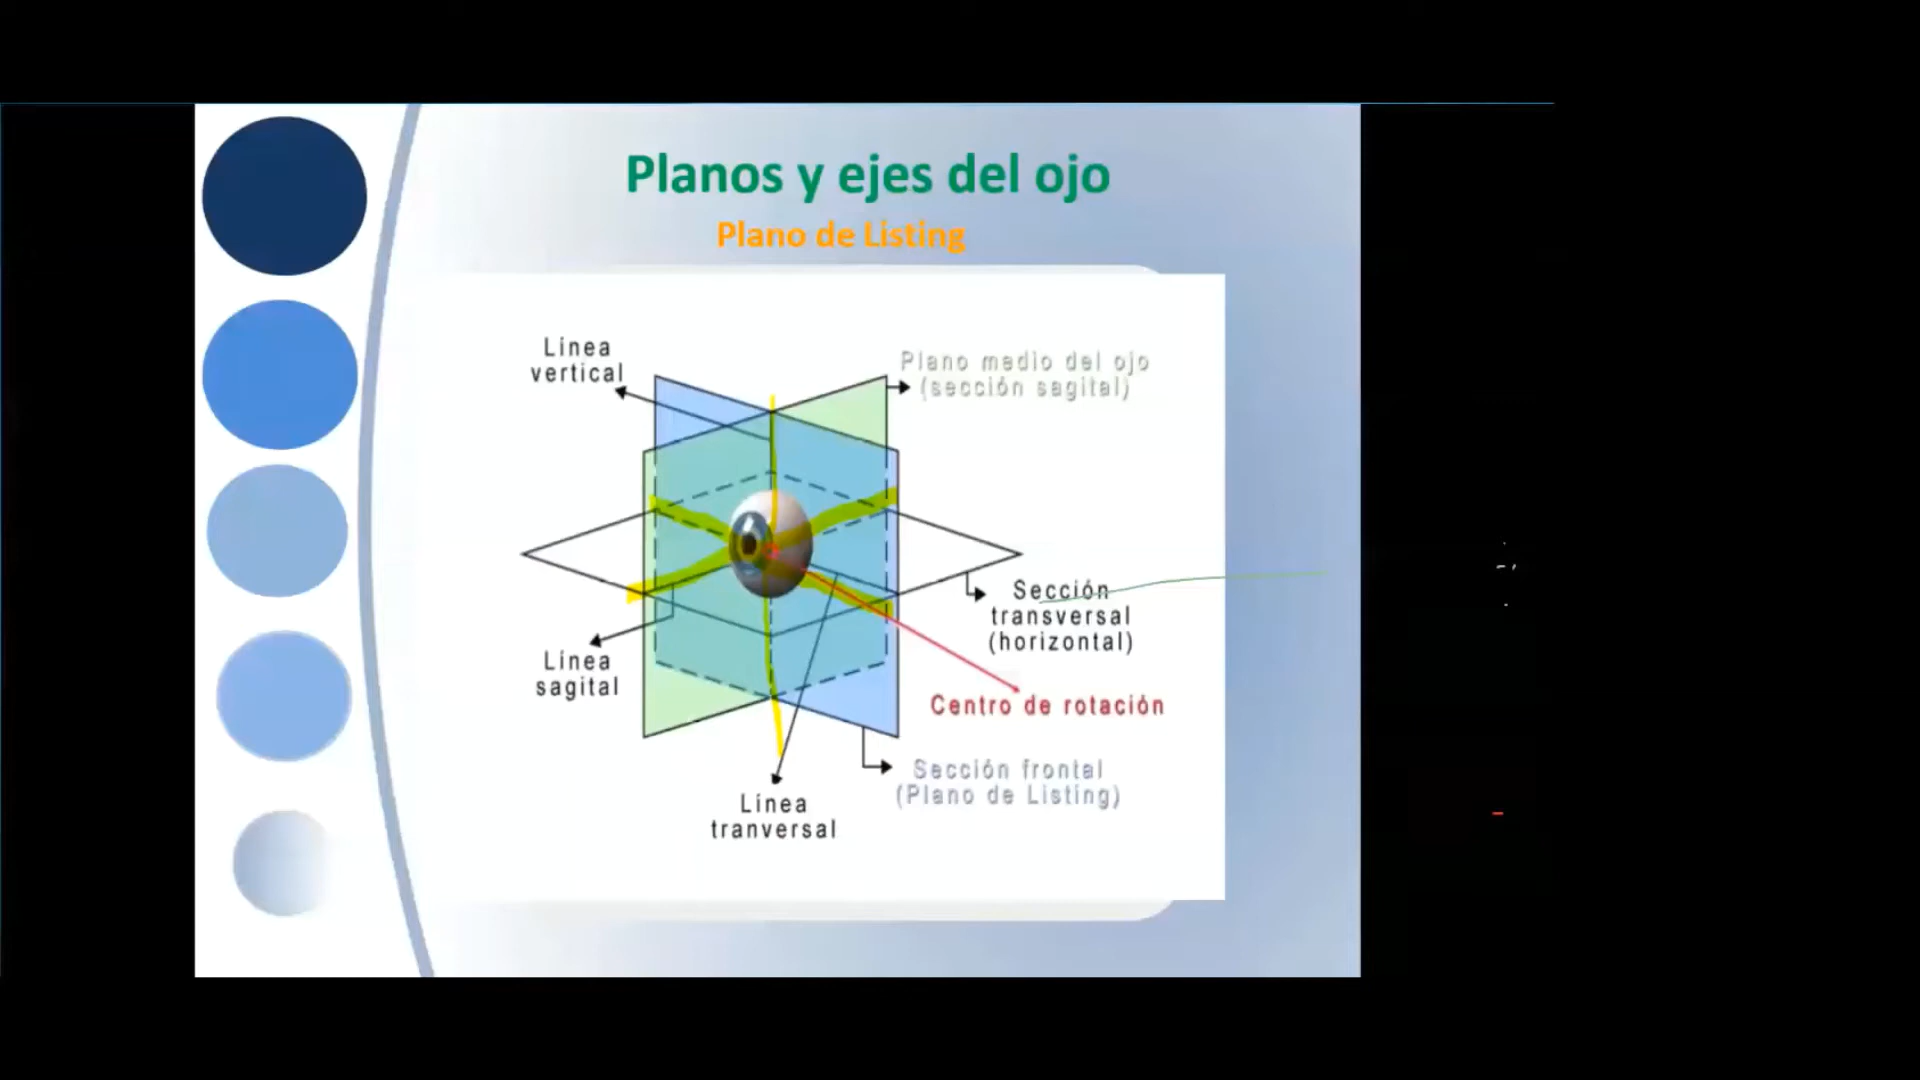 Planos y ejes del ojo
Plano de Listing
Línea
vertical
Plano medio del ojo
(sección sagital)
Sección
transversal
(horizontal)
Línea
sagital
Centro de rotación
Sección frontal
(Plano de Listing)
Línea
tranversal